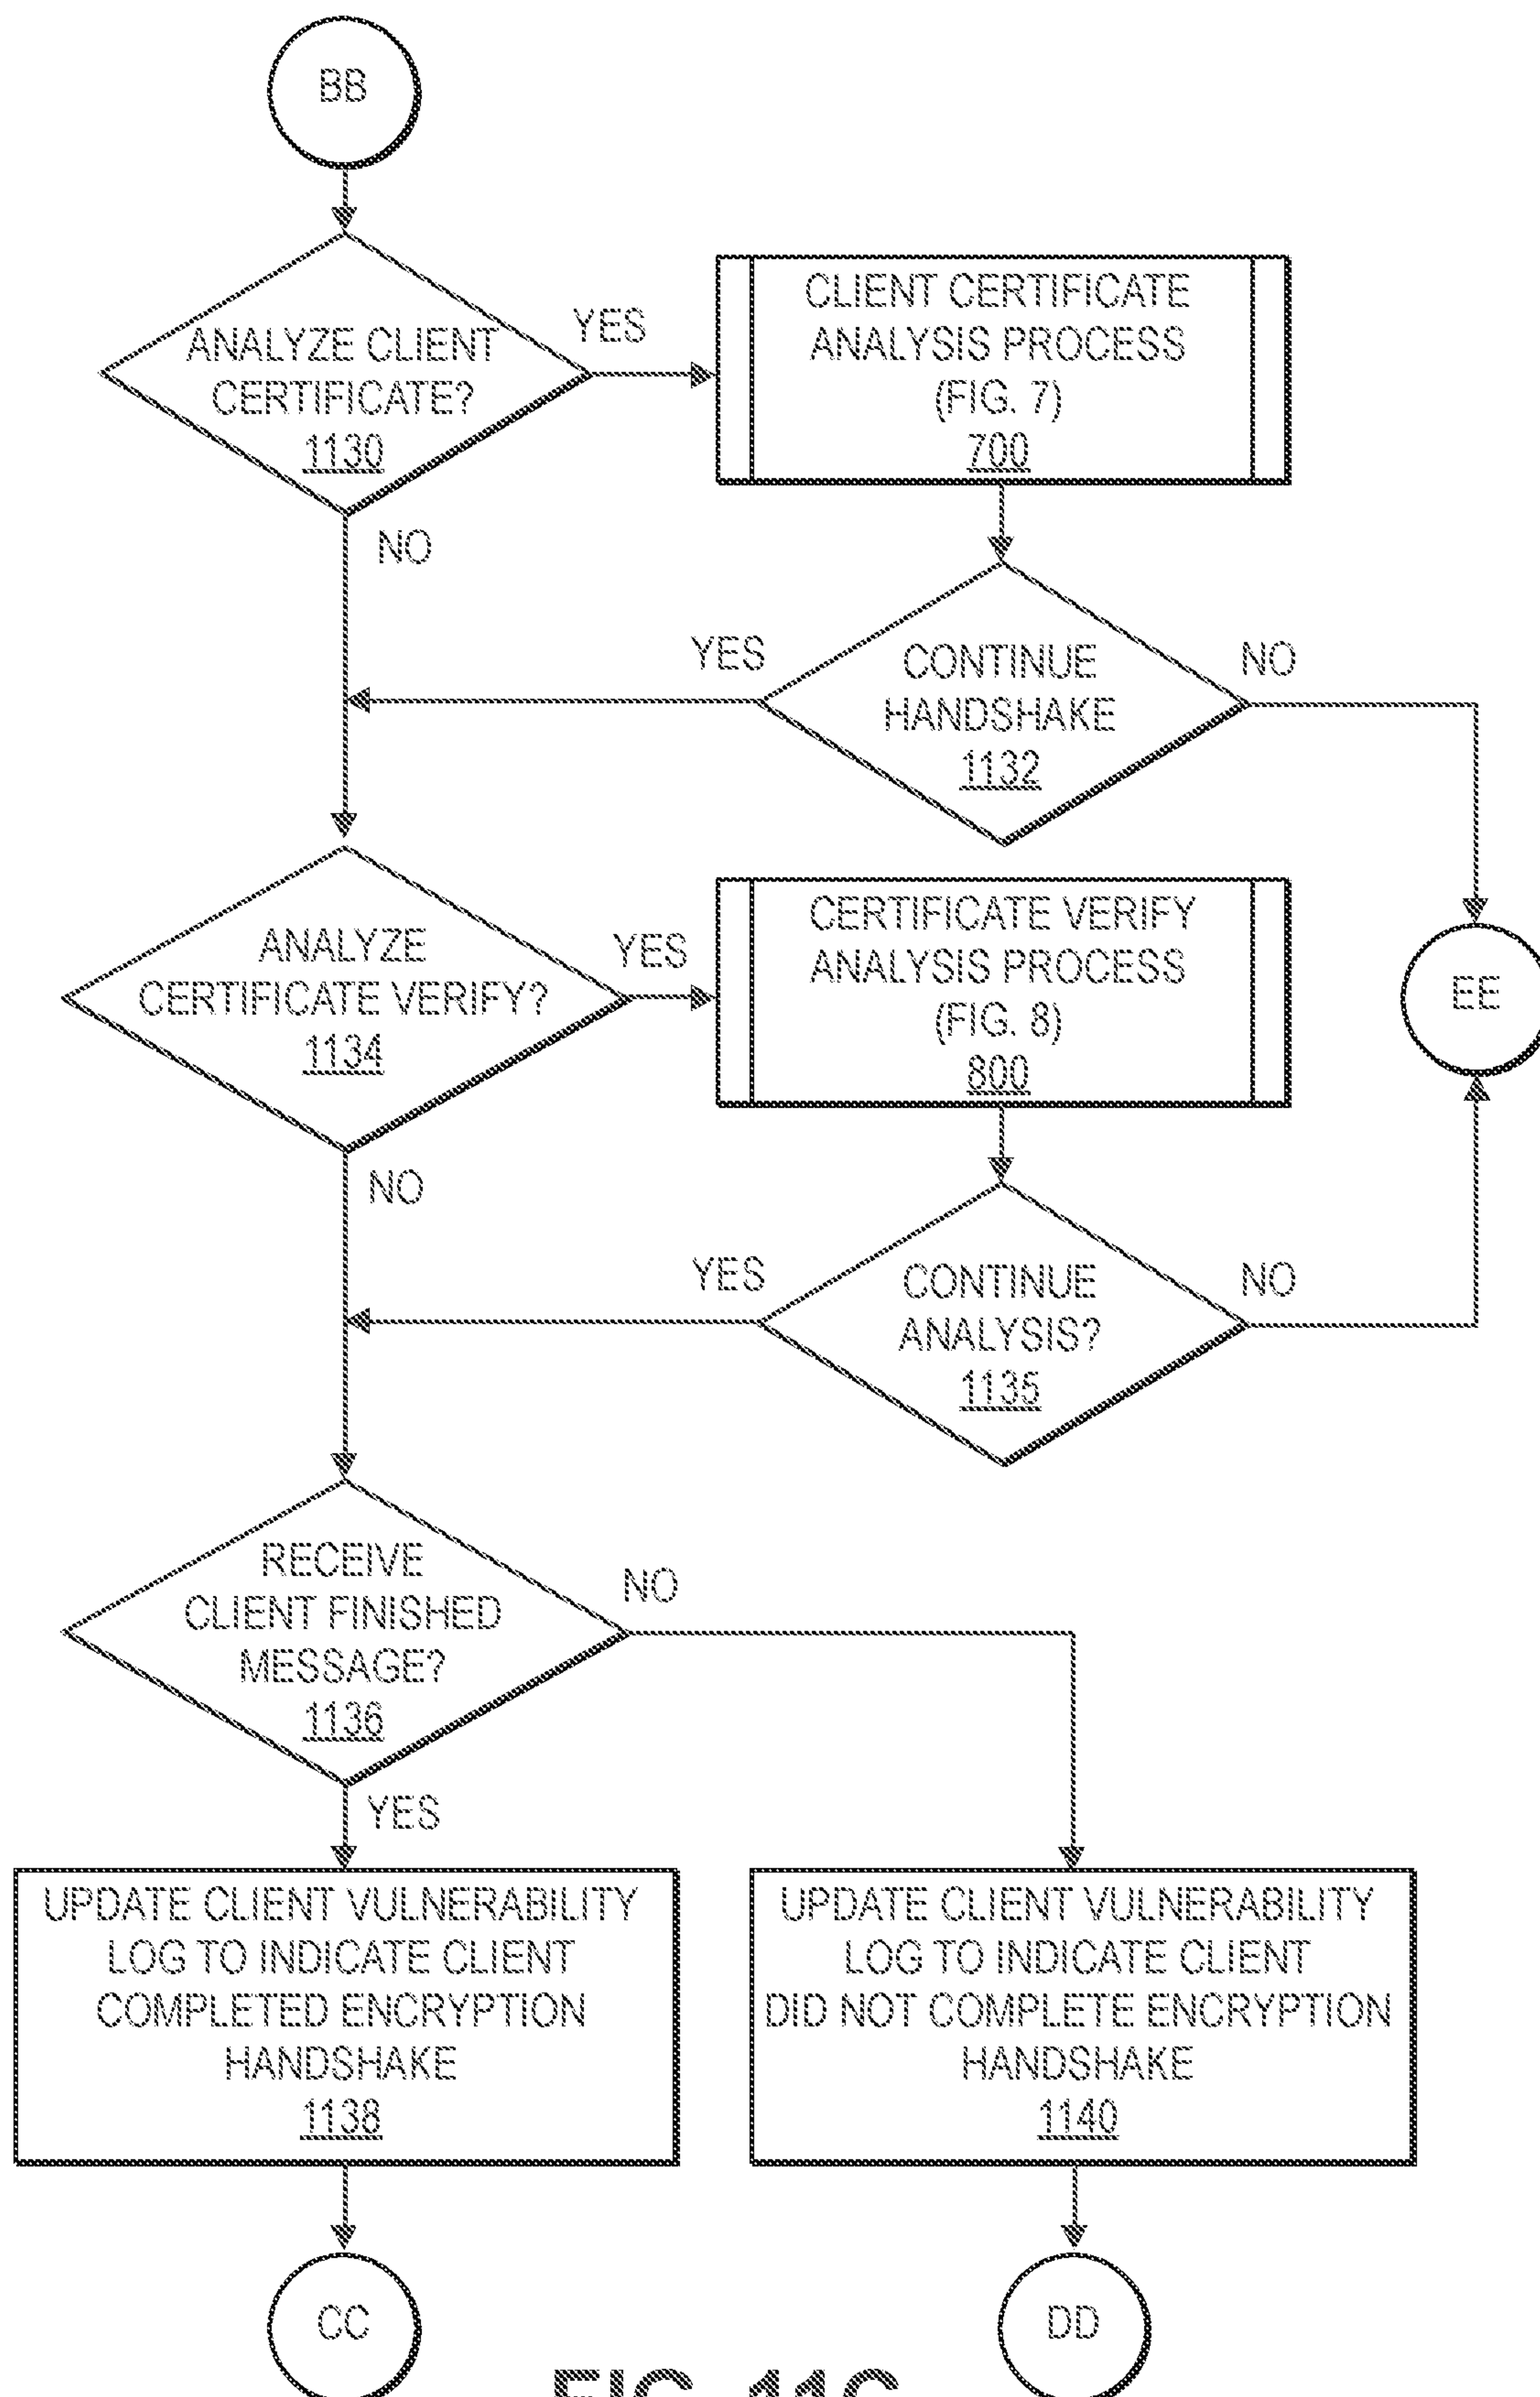 BB
ANALYZE CLIENT
CERTIFICATE?
1130
YES
NO
CLIENT CERTIFICATE
ANALYSIS PROCESS
(FIG. 7)
700
YES
CONTINUE
HANDSHAKE
1132
NO
ANALYZE
CERTIFICATE VERIFY?
1134
YES
NO
CERTIFICATE VERIFY
ANALYSIS PROCESS
(FIG. 8)
800
EE
YES
CONTINUE
ANALYSIS?
1135
NO
RECEIVE
CLIENT FINISHED
MESSAGE?
1136
NO
YES
UPDATE CLIENT VULNERABILITY
LOG TO INDICATE CLIENT
COMPLETED ENCRYPTION
HANDSHAKE
1138
UPDATE CLIENT VULNERABILITY
LOG TO INDICATE CLIENT
DID NOT COMPLETE ENCRYPTION
HANDSHAKE
1140
CC
DD
FIG. 11C